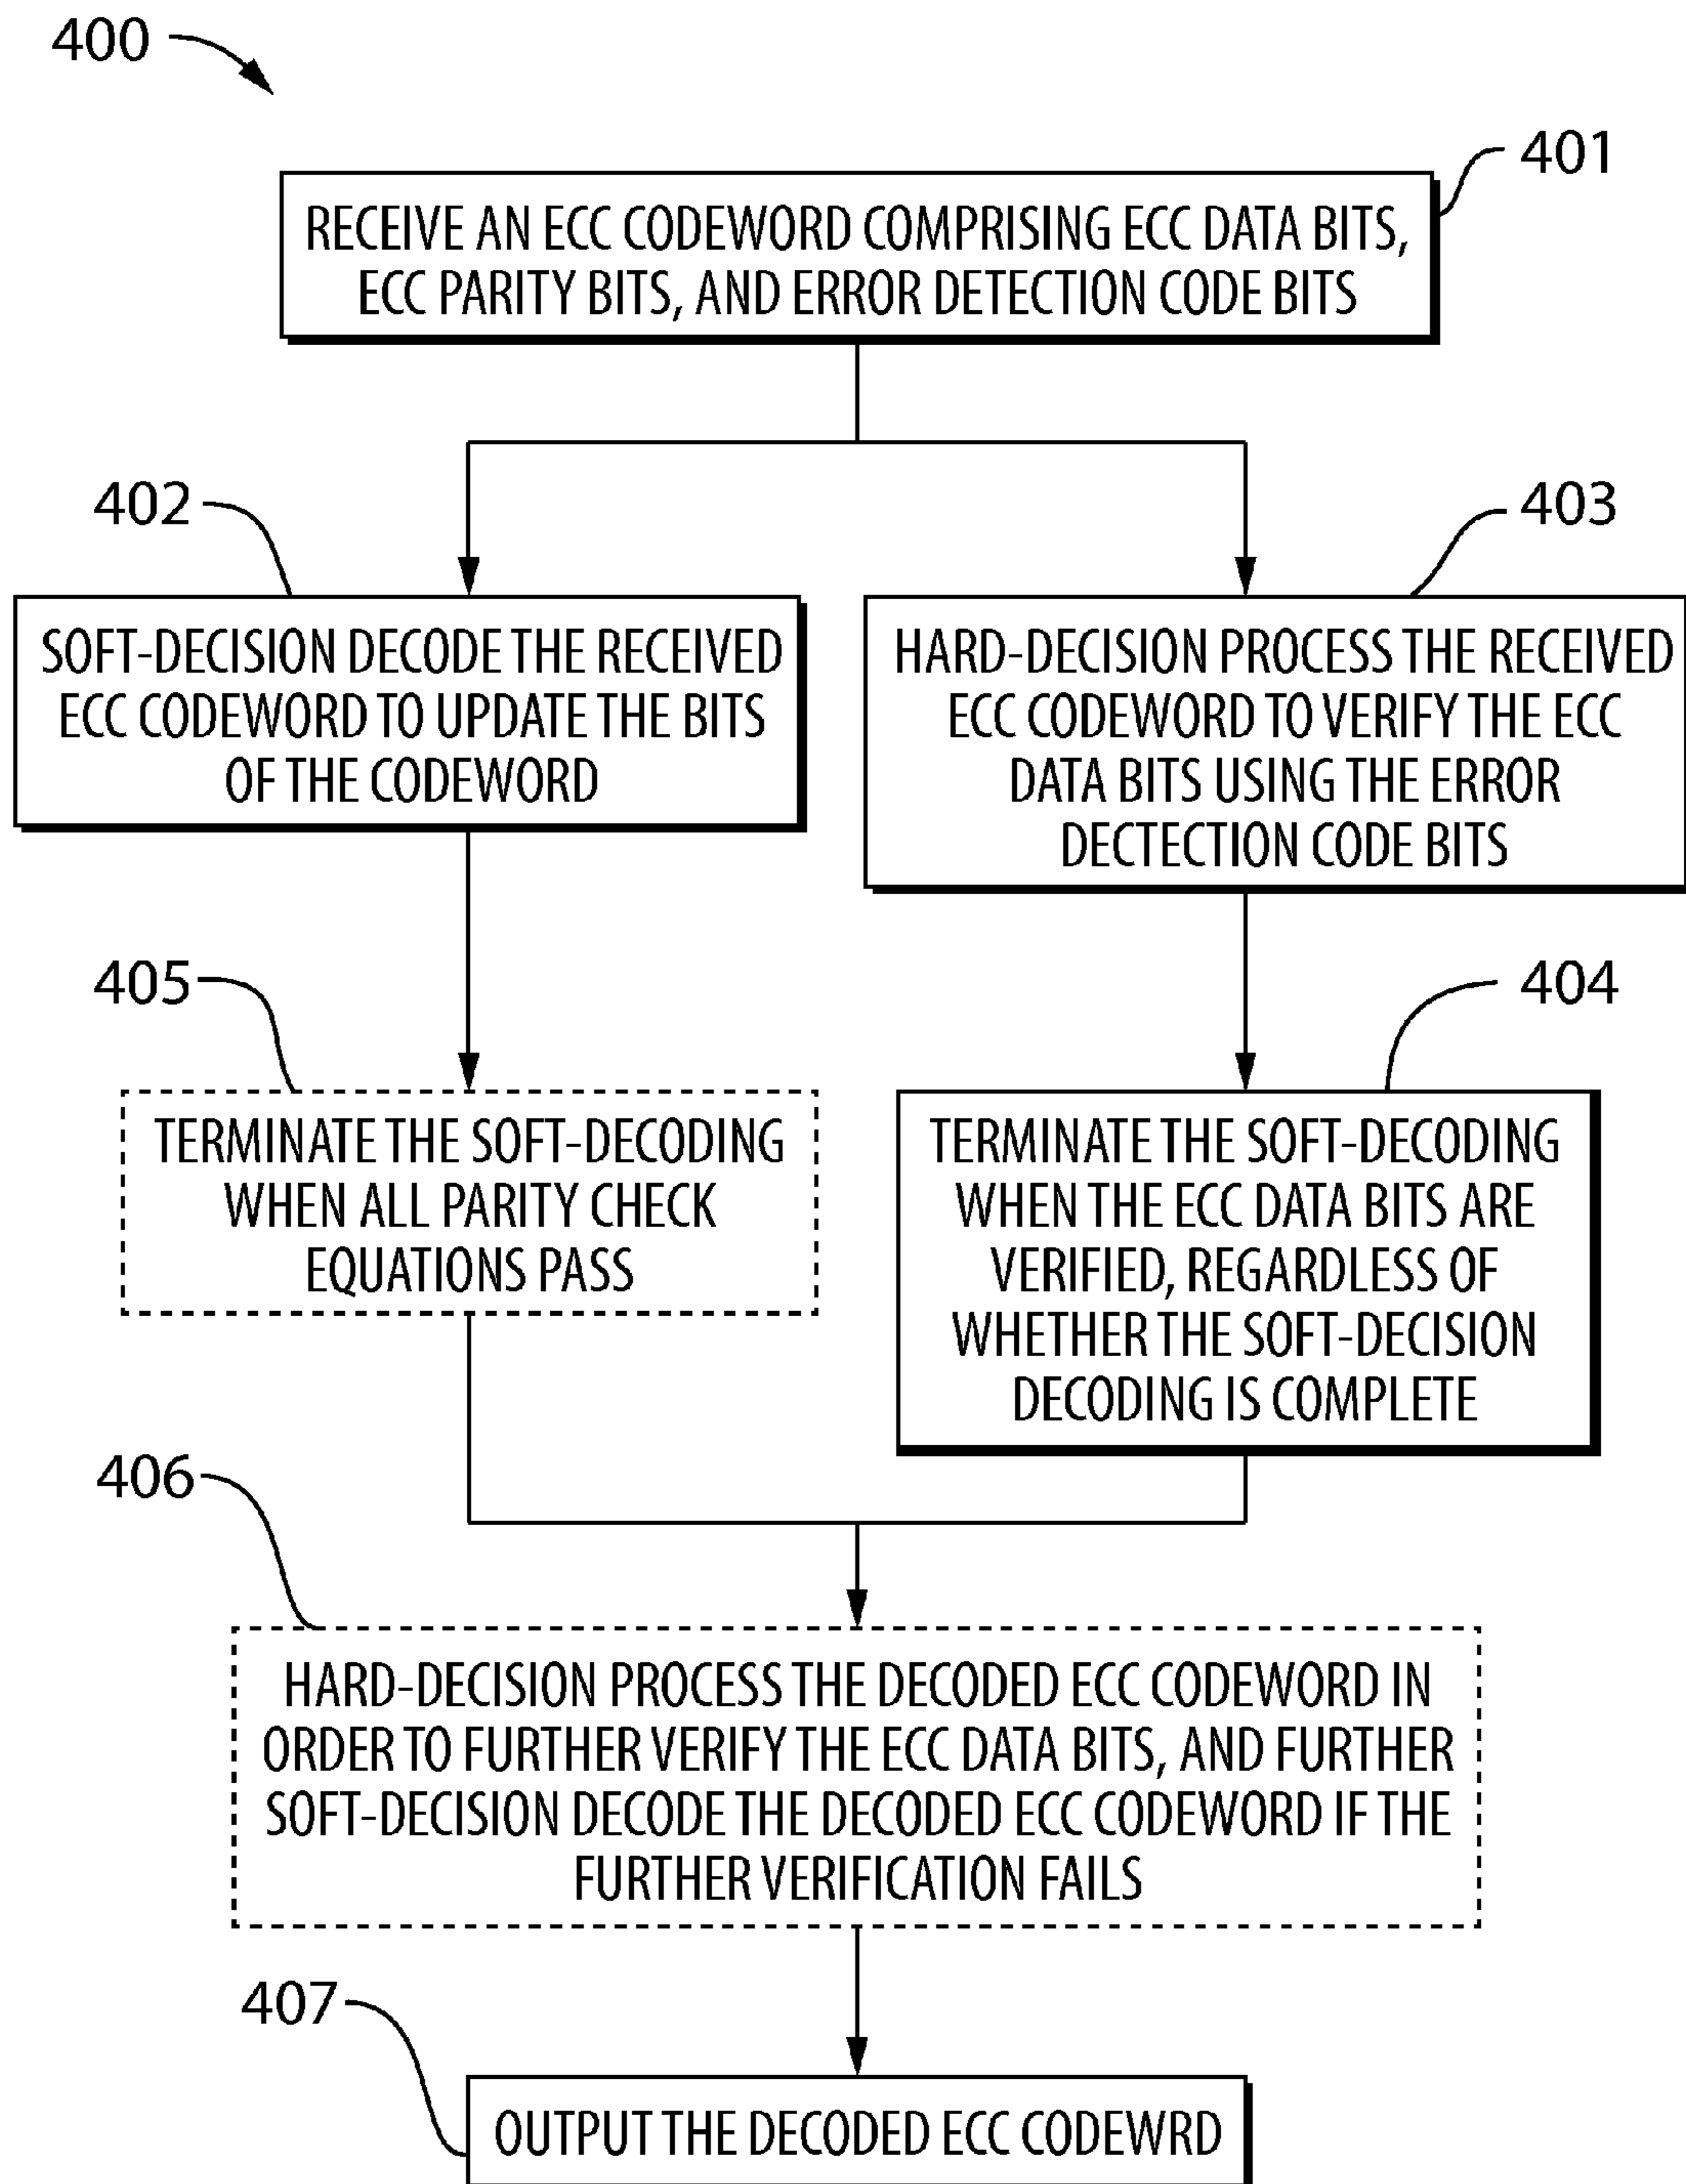 400
401
RECEIVE AN ECC CODEWORD COMPRISING ECC DATA BITS,
ECC PARITY BITS, AND ERROR DETECTION CODE BITS
402
403
SOFT-DECISION DECODE THE RECEIVED
ECC CODEWORD TO UPDATE THE BITS
OF THE CODEWORD
HARD-DECISION PROCESS THE RECEIVED
ECC CODEWORD TO VERIFY THE ECC
DATA BITS USING THE ERROR
DECTECTION CODE BITS
405
404
TERMINATE THE SOFT-DECODING
WHEN ALL PARITY CHECK
EQUATIONS PASS
TERMINATE THE SOFT-DECODING
WHEN THE ECC DATA BITS ARE
VERIFIED, REGARDLESS OF
WHETHER THE SOFT-DECISION
DECODING IS COMPLETE
406
HARD-DECISION PROCESS THE DECODED ECC CODEWORD IN
ORDER TO FURTHER VERIFY THE ECC DATA BITS, AND FURTHER
SOFT-DECISION DECODE THE DECODED ECC CODEWORD IF THE
FURTHER VERIFICATION FAILS
407
OUTPUT THE DECODED ECC CODEWRD